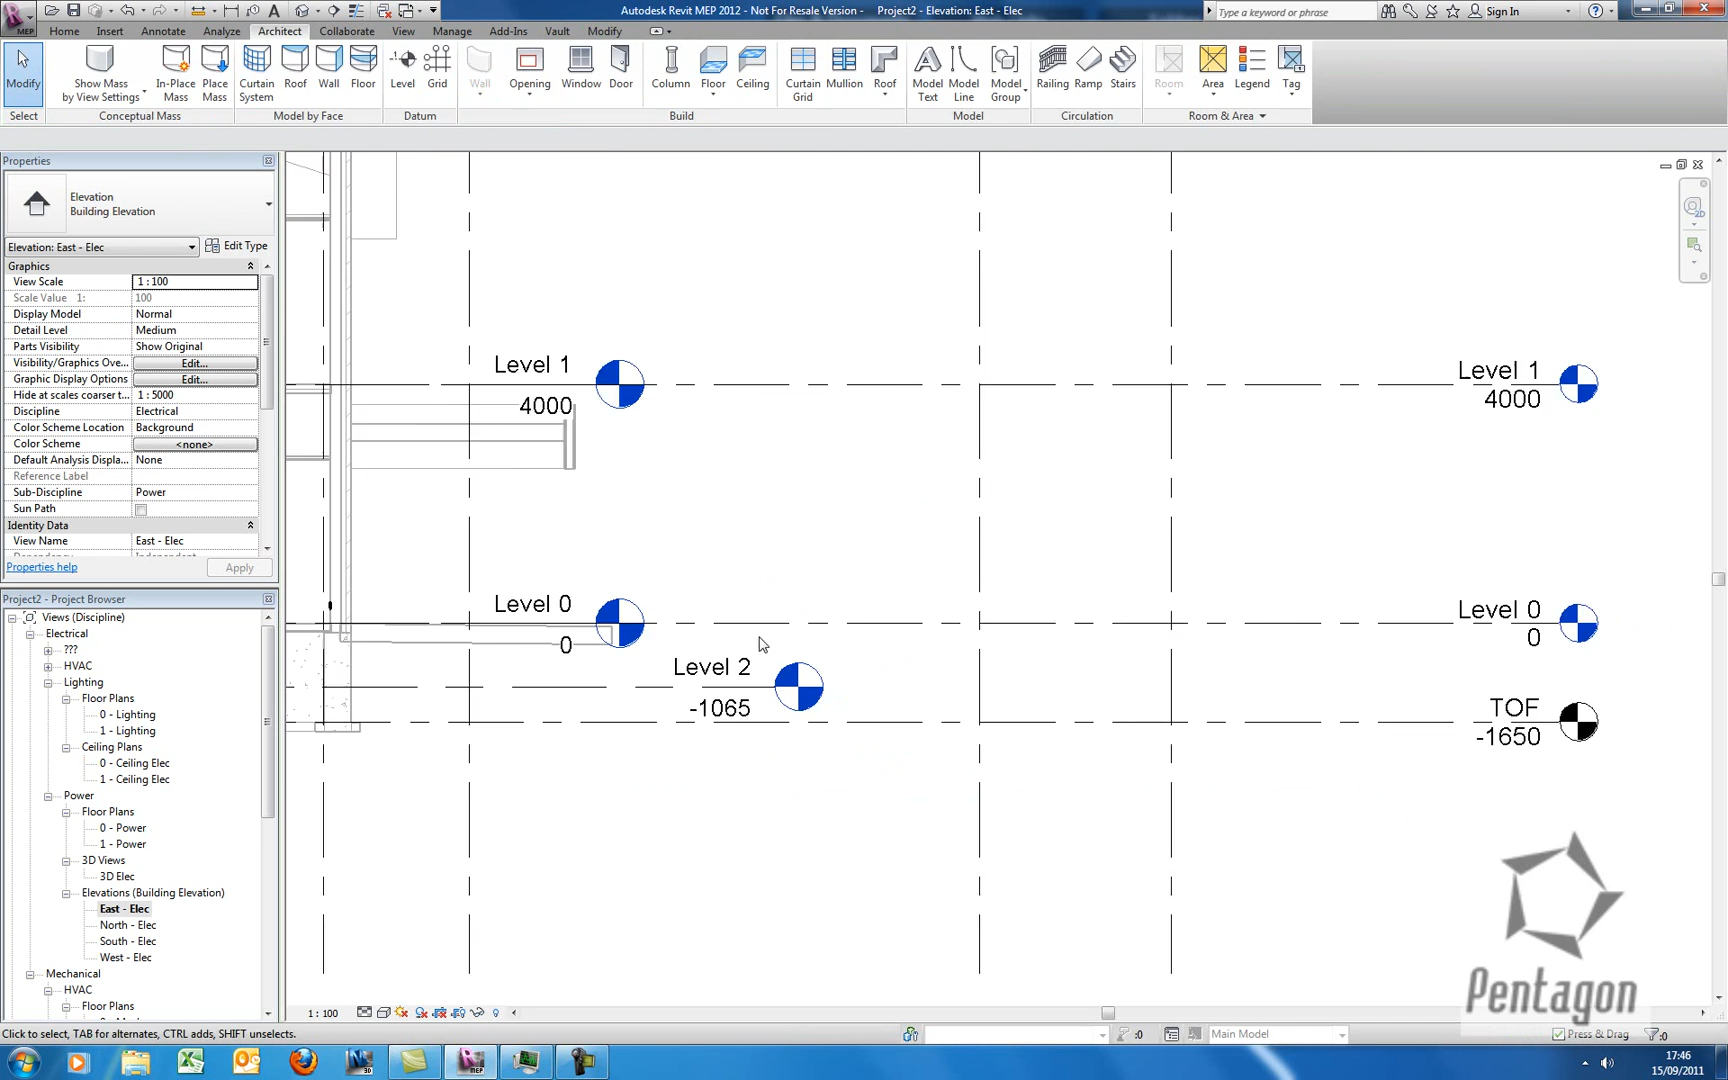 Autodesk Revit MEP 2012 - Not For Resale Version - Project2 - Elevation: East - Elec
Type a keyword or phrase
Sign In
MEP
Home Insert Annotate Analyze Architect Collaborate View Manage Add-Ins Vault Modify
Modify
Show Mass by View Settings
In-Place Mass
Place Mass
Curtain System
Roof
Wall
Floor
Level
Grid
Wall
Opening
Window
Door
Column
Floor
Ceiling
Curtain Grid
Mullion
Roof
Model Text
Model Line
Model Group
Railing
Ramp
Stairs
Room
Area
Legend
Tag
Select
Conceptual Mass
Model by Face
Datum
Build
Model
Circulation
Room & Area
Properties
Elevation
Building Elevation
Elevation: East - Elec
Edit Type
Graphics
View Scale 1 : 100
Scale Value 1: 100
Display Model Normal
Detail Level Medium
Parts Visibility Show Original
Visibility/Graphics Ove... Edit...
Graphic Display Options Edit...
Hide at scales coarser t... 1 : 5000
Discipline Electrical
Color Scheme Location Background
Color Scheme <none>
Default Analysis Displa... None
Reference Label
Sub-Discipline Power
Sun Path
Identity Data
View Name East - Elec
Properties help
Apply
Project2 - Project Browser
Views (Discipline)
Electrical
???
HVAC
Lighting
Floor Plans
0 - Lighting
1 - Lighting
Ceiling Plans
0 - Ceiling Elec
1 - Ceiling Elec
Power
Floor Plans
0 - Power
1 - Power
3D Views
3D Elec
Elevations (Building Elevation)
East - Elec
North - Elec
South - Elec
West - Elec
Mechanical
HVAC
Floor Plans
Level 1
4000
Level 1
4000
Level 0
0
Level 0
0
Level 2
-1065
TOF
-1650
2D
Pentagon
1 : 100
Click to select, TAB for alternates, CTRL adds, SHIFT unselects.
:0
Main Model
Press & Drag
:0
17:46
15/09/2011